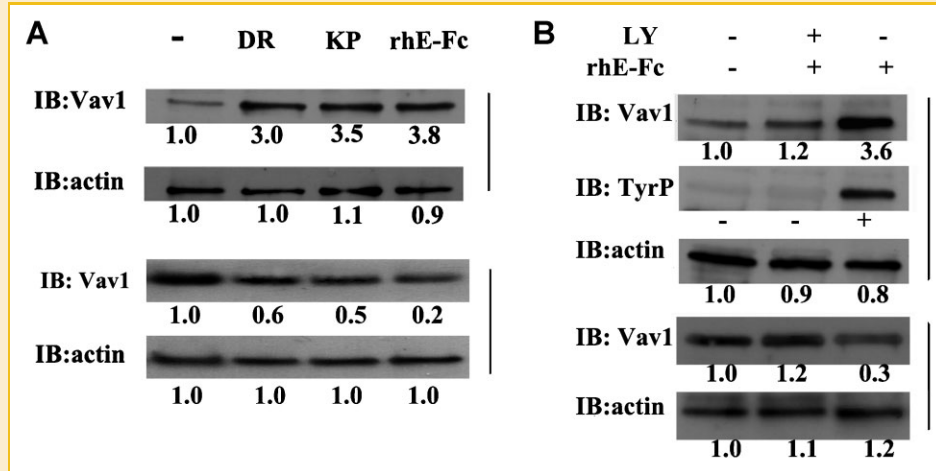 A
- DR KP rhE-Fc
IB:Vav1
1.0 3.0 3.5 3.8
IB:actin
1.0 1.0 1.1 0.9
IB: Vav1
1.0 0.6 0.5 0.2
IB:actin
1.0 1.0 1.0 1.0
B
LY - + -
rhE-Fc - + +
IB: Vav1
1.0 1.2 3.6
IB: TyrP
- - +
IB:actin
1.0 0.9 0.8
IB: Vav1
1.0 1.2 0.3
IB:actin
1.0 1.1 1.2